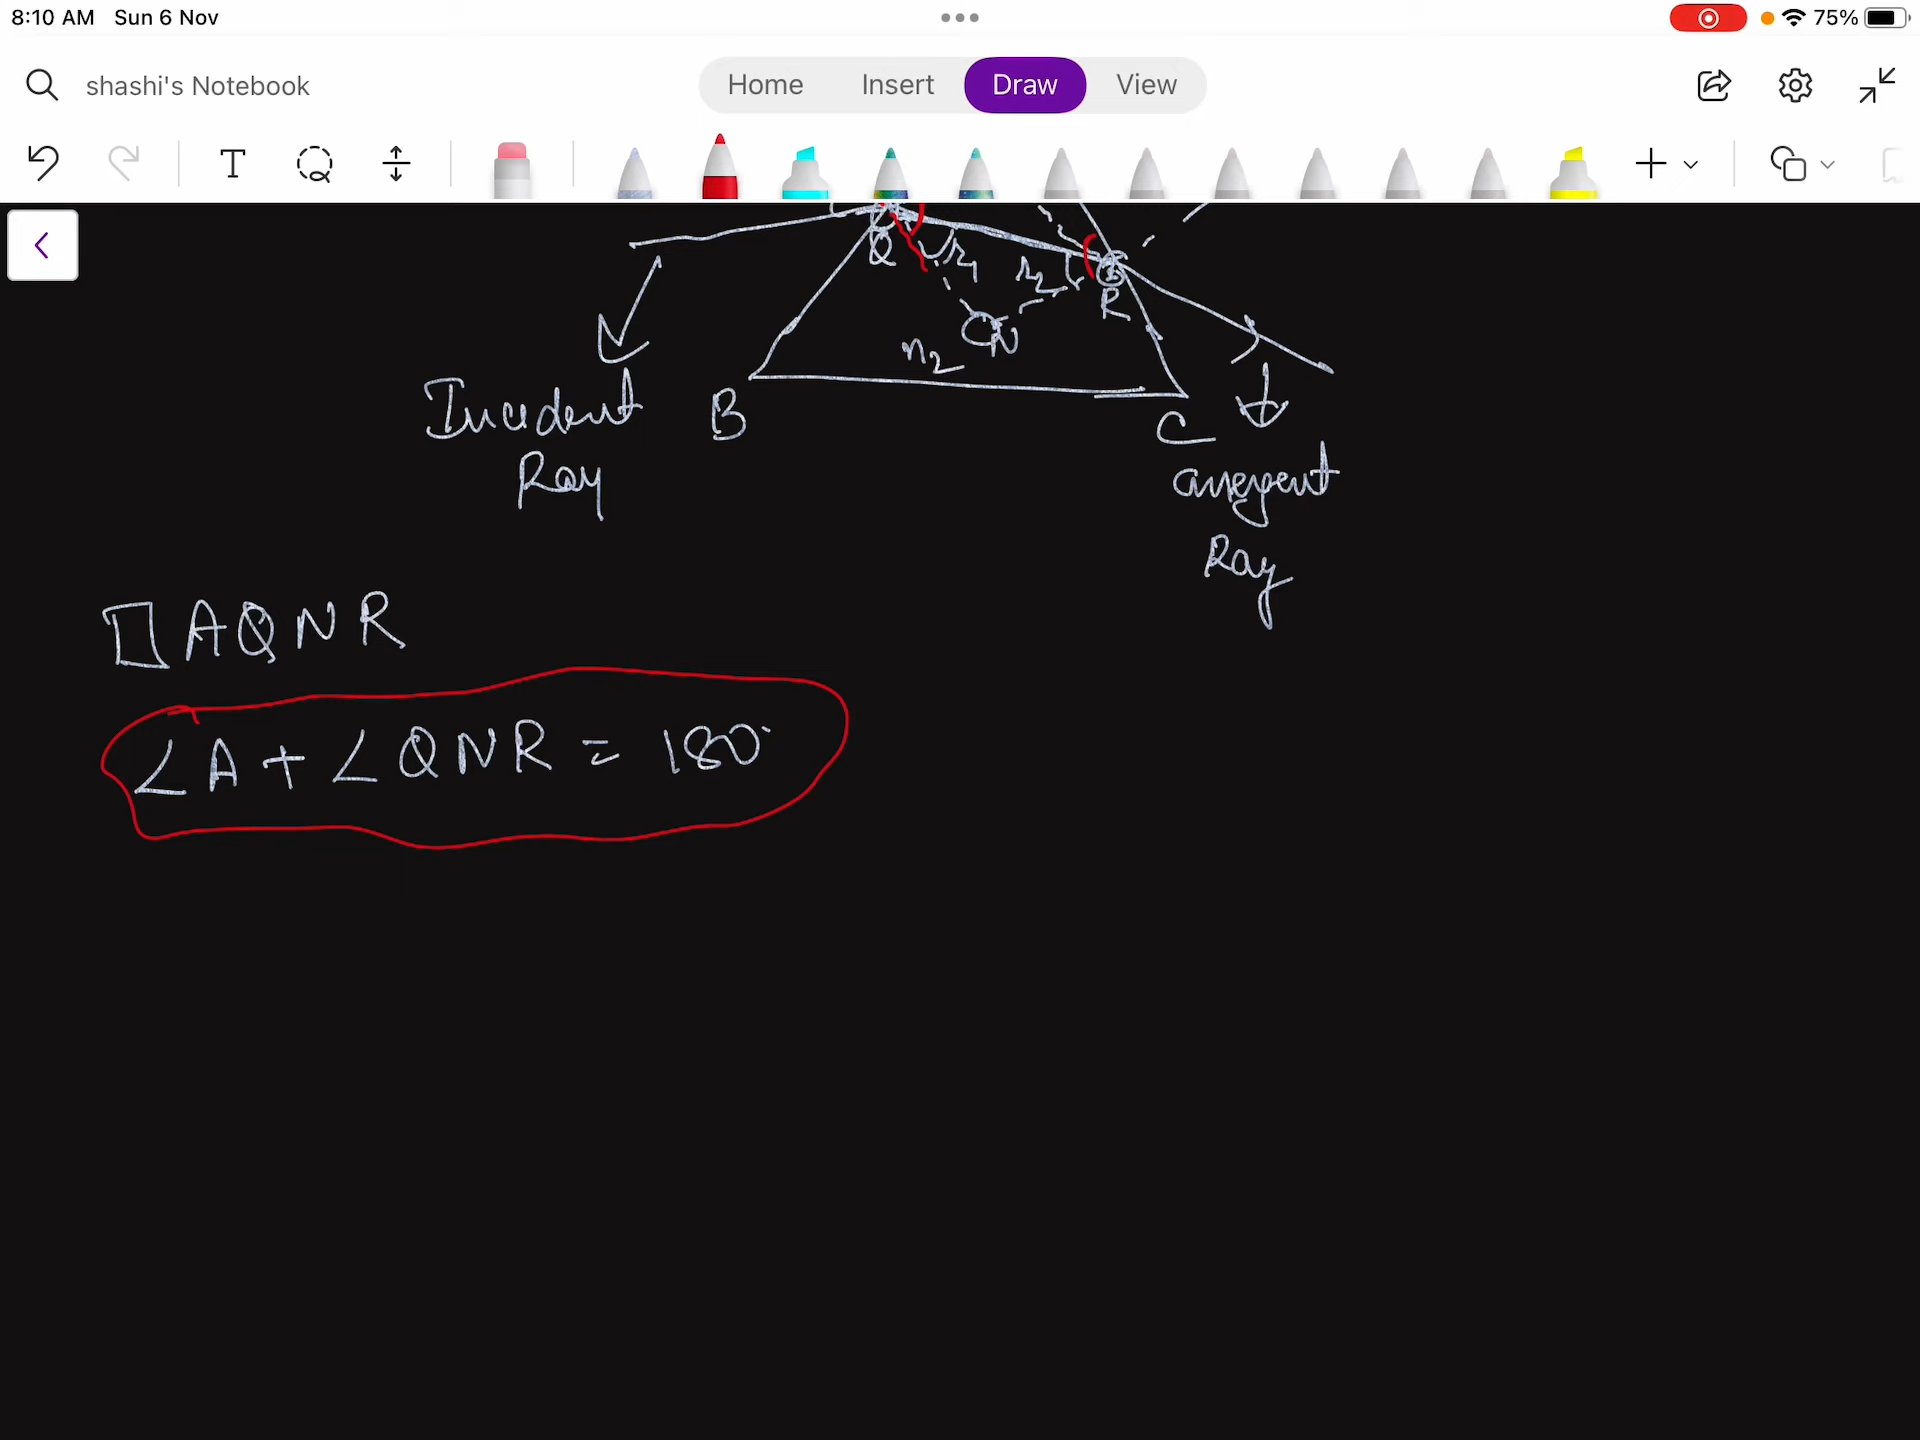 8:10 AM Sun 6 Nov
75%
shashi's Notebook
Home Insert Draw View
T
Q r₁ r₂ R
N
n₂
B C
Incident
Ray
emergent
Ray
□AQNR
∠A + ∠QNR = 180°